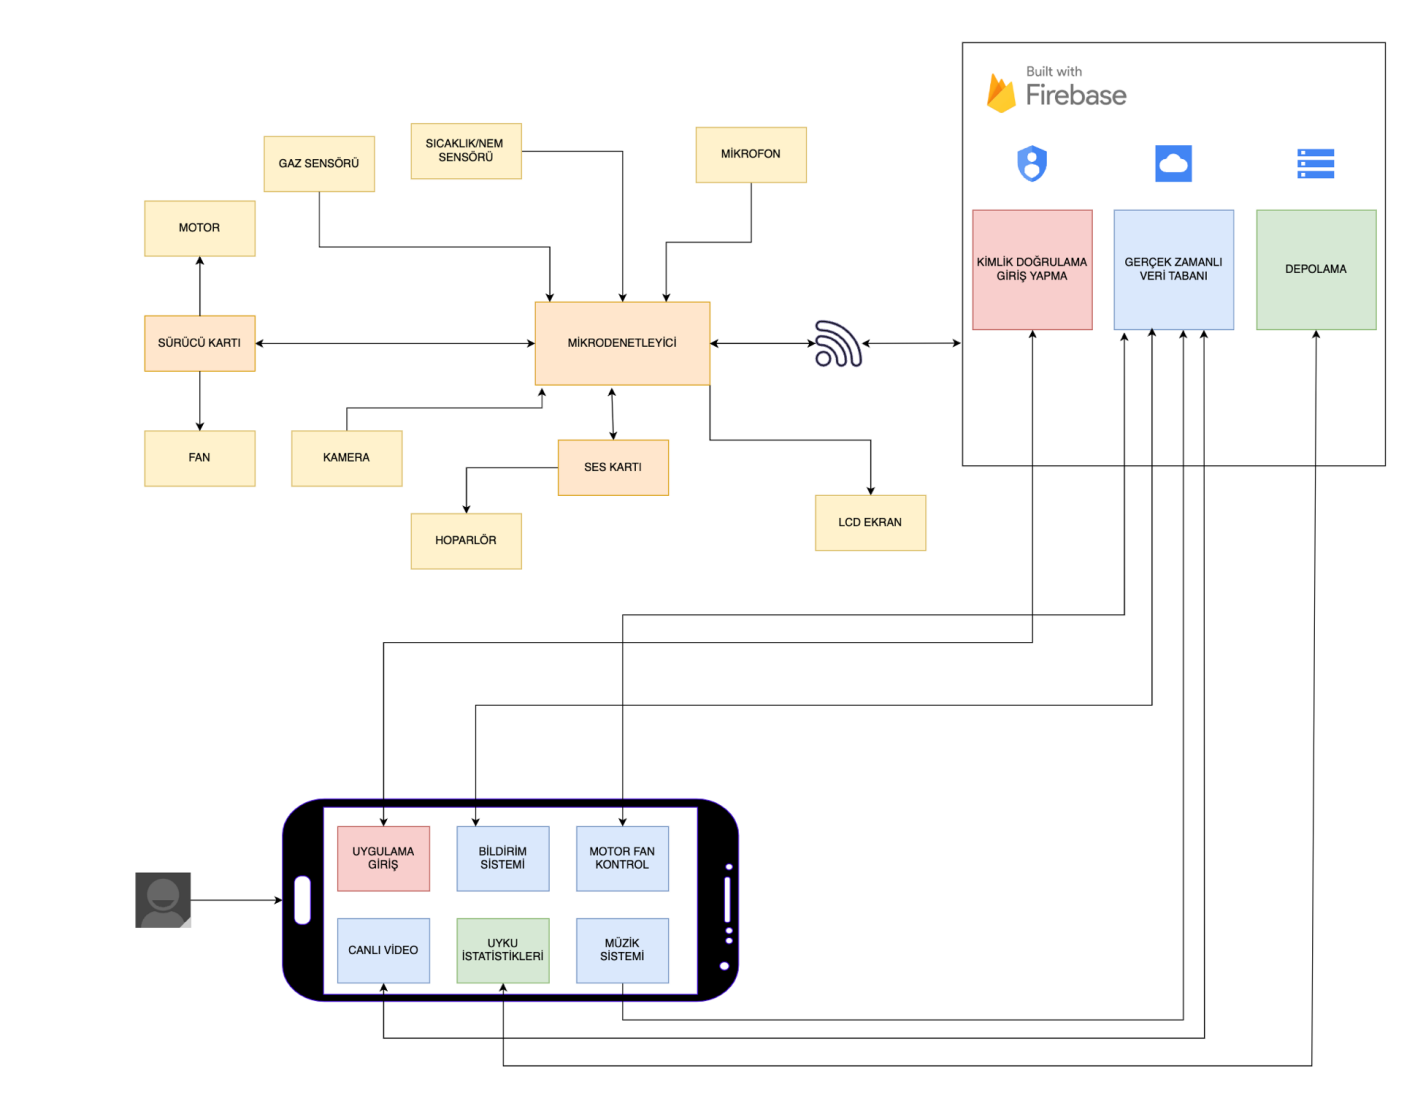 Built with
Firebase
SICAKLIK/NEM
SENSÖRÜ
GAZ SENSÖRÜ
MİKROFON
MOTOR
KİMLİK DOĞRULAMA
GİRİŞ YAPMA
GERÇEK ZAMANLI
VERİ TABANI
DEPOLAMA
SÜRÜCÜ KARTI
MİKRODENETLEYİCİ
FAN
KAMERA
SES KARTI
LCD EKRAN
HOPARLÖR
UYGULAMA
GİRİŞ
BİLDİRİM
SİSTEMİ
MOTOR FAN
KONTROL
CANLI VİDEO
UYKU
İSTATİSTİKLERİ
MÜZİK
SİSTEMİ